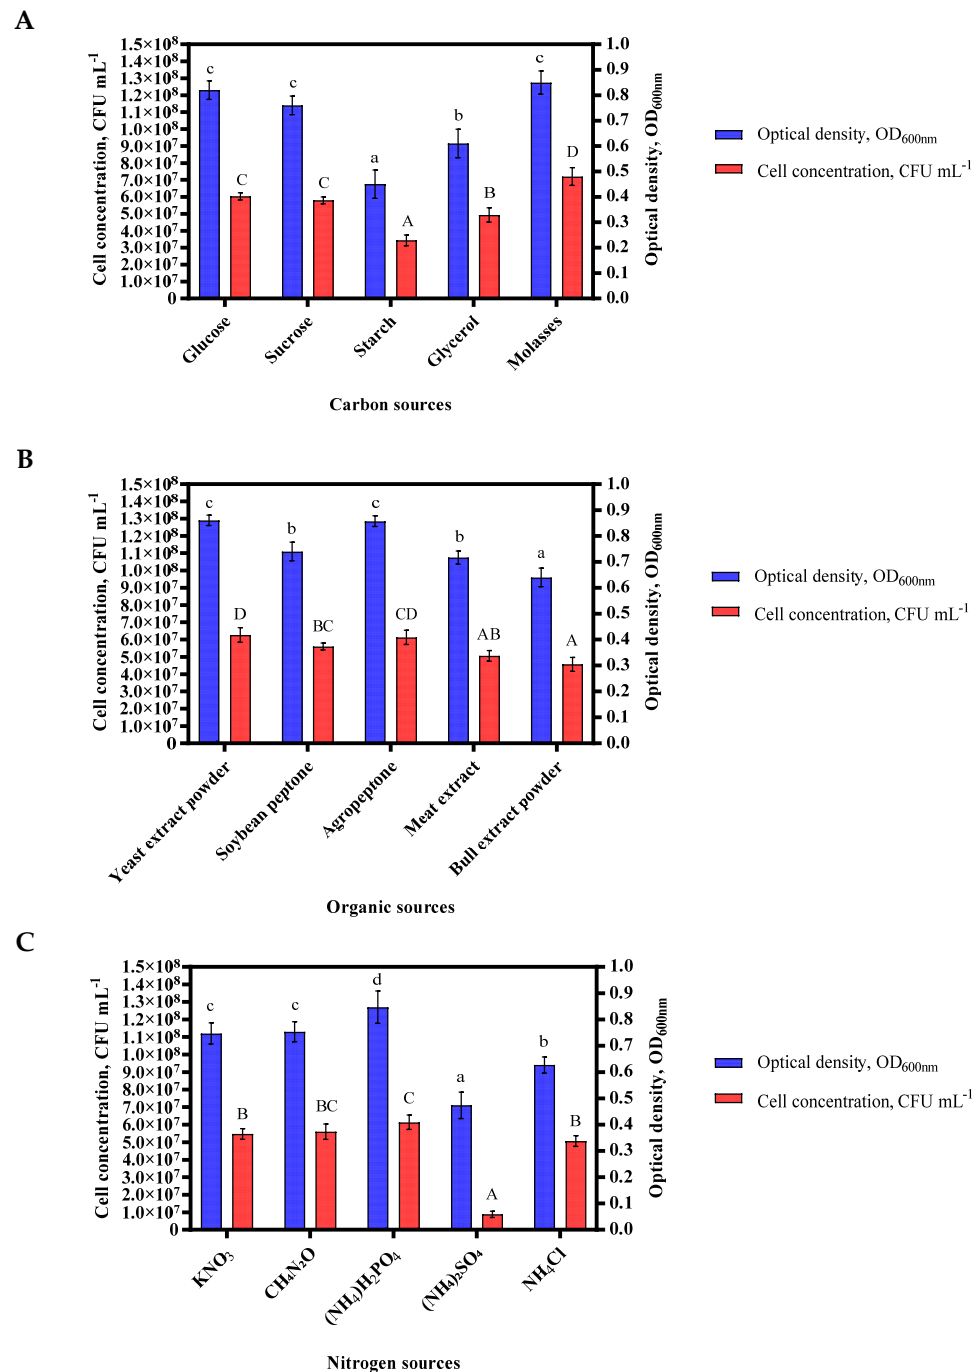 A
Cell concentration, CFU mL⁻¹
1.5×10⁸
1.4×10⁸
1.3×10⁸
1.2×10⁸
1.1×10⁸
1.0×10⁸
9.0×10⁷
8.0×10⁷
7.0×10⁷
6.0×10⁷
5.0×10⁷
4.0×10⁷
3.0×10⁷
2.0×10⁷
1.0×10⁷
0
c c a b c
C C A B D
1.0
0.9
0.8
0.7
0.6
0.5
0.4
0.3
0.2
0.1
0.0
Optical density, OD₆₀₀ₙₘ
Glucose
Sucrose
Starch
Glycerol
Molasses
Carbon sources
Optical density, OD₆₀₀ₙₘ
Cell concentration, CFU mL⁻¹
B
Cell concentration, CFU mL⁻¹
1.5×10⁸
1.4×10⁸
1.3×10⁸
1.2×10⁸
1.1×10⁸
1.0×10⁸
9.0×10⁷
8.0×10⁷
7.0×10⁷
6.0×10⁷
5.0×10⁷
4.0×10⁷
3.0×10⁷
2.0×10⁷
1.0×10⁷
0
c b c b a
D BC CD AB A
1.0
0.9
0.8
0.7
0.6
0.5
0.4
0.3
0.2
0.1
0.0
Optical density, OD₆₀₀ₙₘ
Yeast extract powder
Soybean peptone
Agropeptone
Meat extract
Bull extract powder
Organic sources
Optical density, OD₆₀₀ₙₘ
Cell concentration, CFU mL⁻¹
C
Cell concentration, CFU mL⁻¹
1.5×10⁸
1.4×10⁸
1.3×10⁸
1.2×10⁸
1.1×10⁸
1.0×10⁸
9.0×10⁷
8.0×10⁷
7.0×10⁷
6.0×10⁷
5.0×10⁷
4.0×10⁷
3.0×10⁷
2.0×10⁷
1.0×10⁷
0
c c d a b
B BC C A B
1.0
0.9
0.8
0.7
0.6
0.5
0.4
0.3
0.2
0.1
0.0
Optical density, OD₆₀₀ₙₘ
KNO₃
CH₄N₂O
(NH₄)H₂PO₄
(NH₄)₂SO₄
NH₄Cl
Nitrogen sources
Optical density, OD₆₀₀ₙₘ
Cell concentration, CFU mL⁻¹